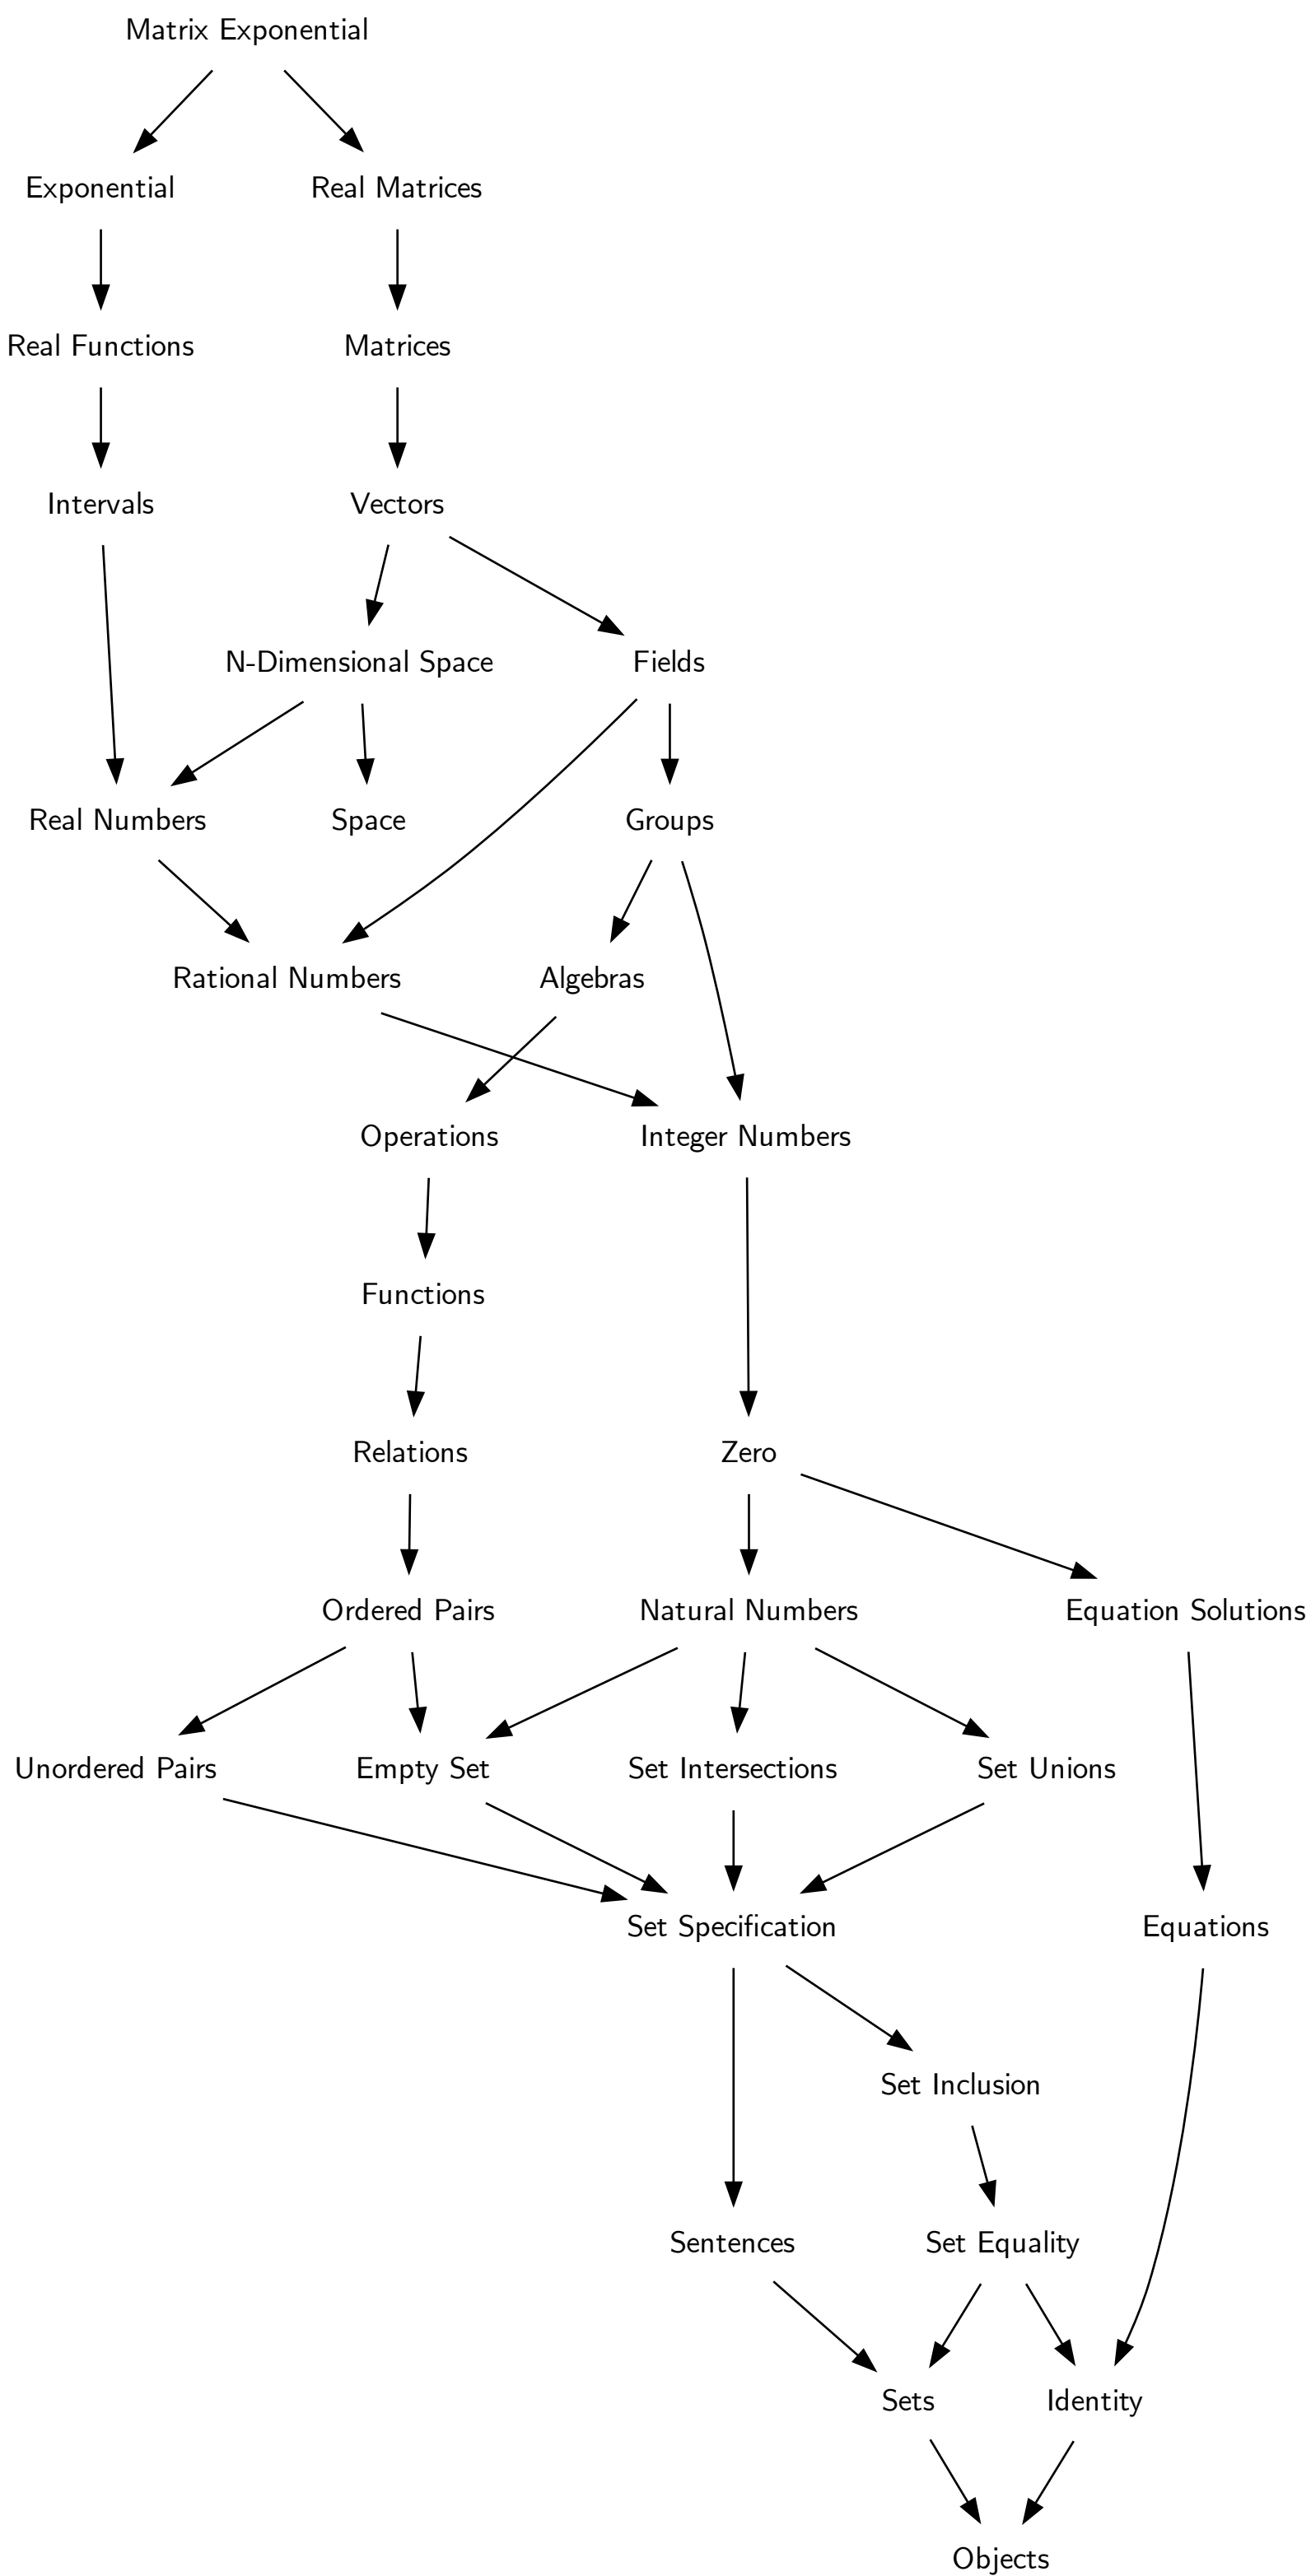 Matrix Exponential
Exponential
Real Matrices
Real Functions
Matrices
Intervals
Vectors
N-Dimensional Space
Fields
Real Numbers
Space
Groups
Rational Numbers
Algebras
Operations
Integer Numbers
Functions
Relations
Zero
Ordered Pairs
Natural Numbers
Equation Solutions
Unordered Pairs
Empty Set
Set Intersections
Set Unions
Set Specification
Equations
Set Inclusion
Sentences
Set Equality
Sets
Identity
Objects